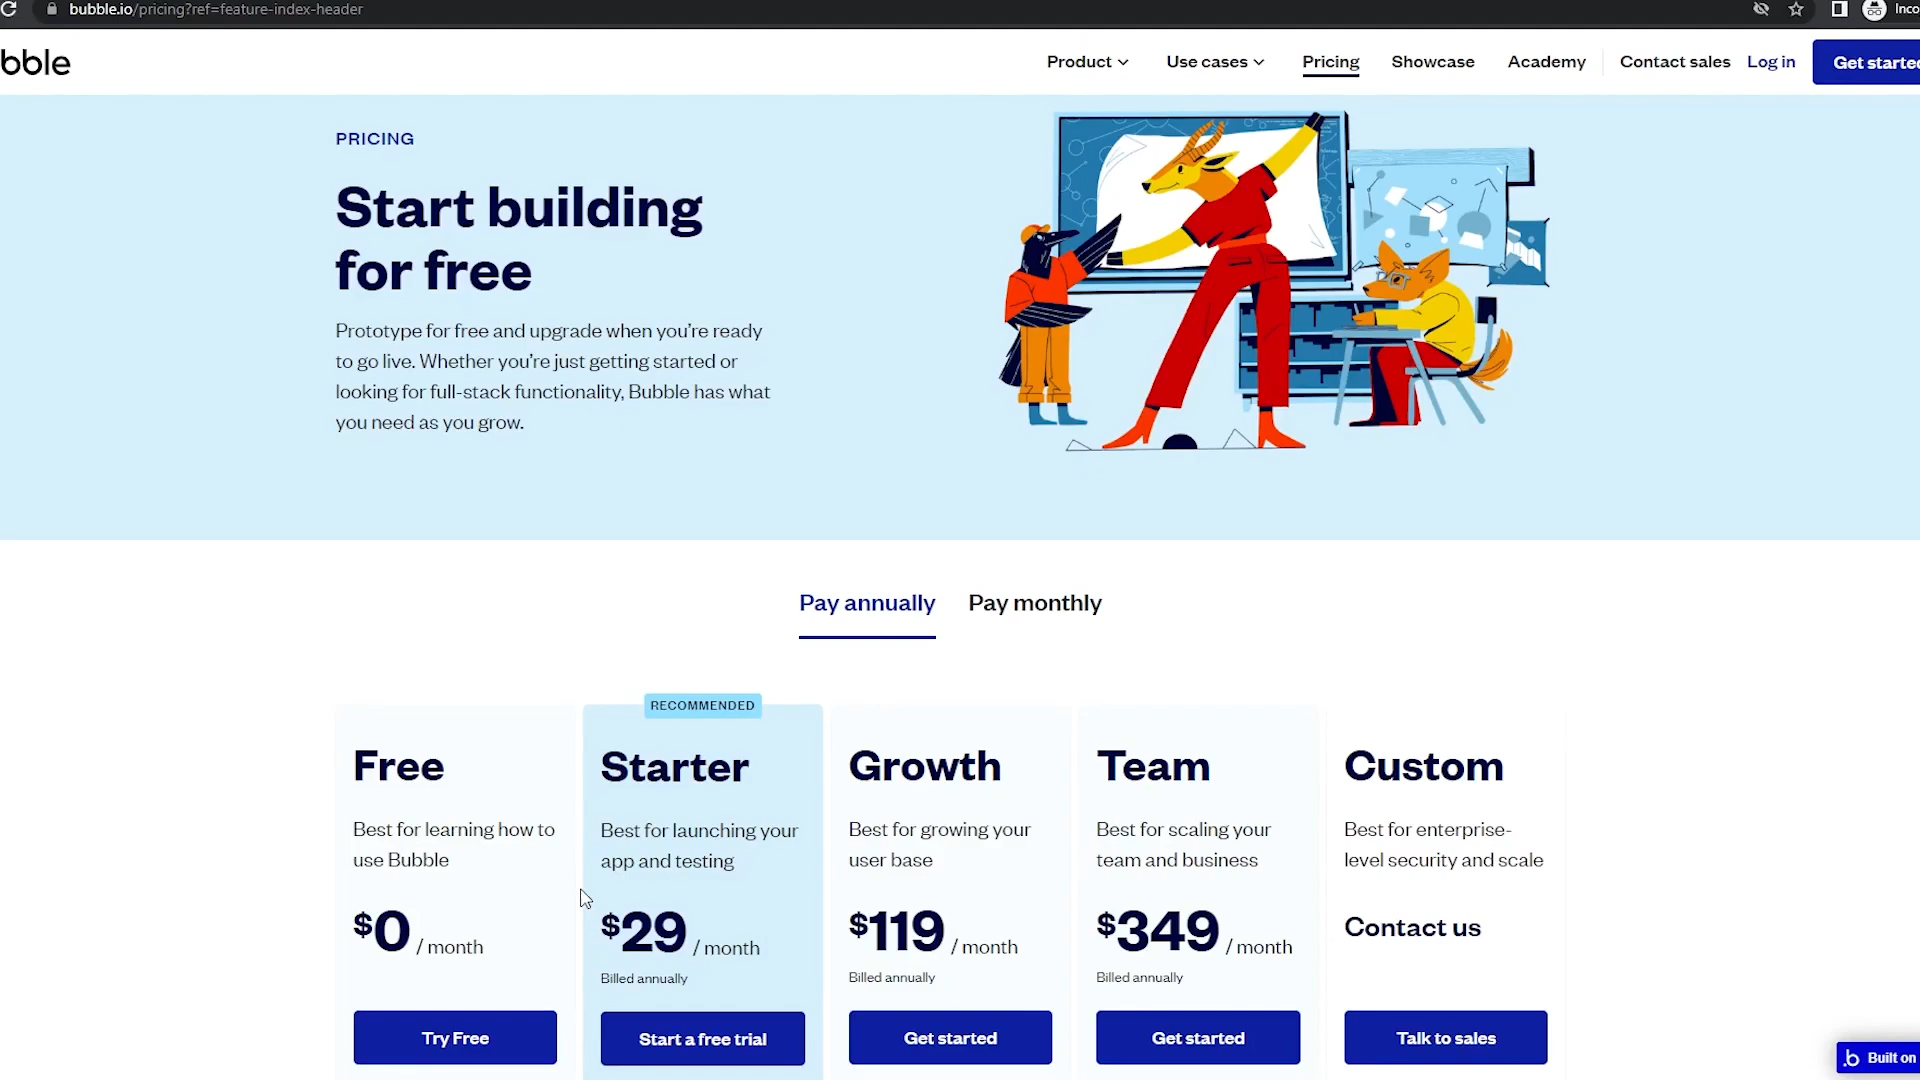 bubble.io/pricing?ref=feature-index-header
Inco
bble
Product
Use cases
Pricing
Showcase
Academy
Contact sales
Log in
Get started
PRICING
Start building
for free
Prototype for free and upgrade when you’re ready
to go live. Whether you’re just getting started or
looking for full-stack functionality, Bubble has what
you need as you grow.
Pay annually
Pay monthly
Free
Best for learning how to
use Bubble
$0 / month
Try Free
RECOMMENDED
Starter
Best for launching your
app and testing
$29 / month
Billed annually
Start a free trial
Growth
Best for growing your
user base
$119 / month
Billed annually
Get started
Team
Best for scaling your
team and business
$349 / month
Billed annually
Get started
Custom
Best for enterprise-
level security and scale
Contact us
Talk to sales
.b Built on